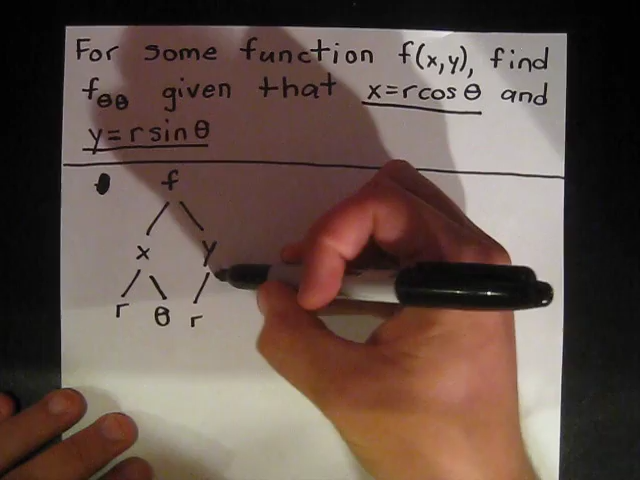 For some function f(x,y), find
fθθ given that x=rcosθ and
y=rsinθ
f
x y
r θ r